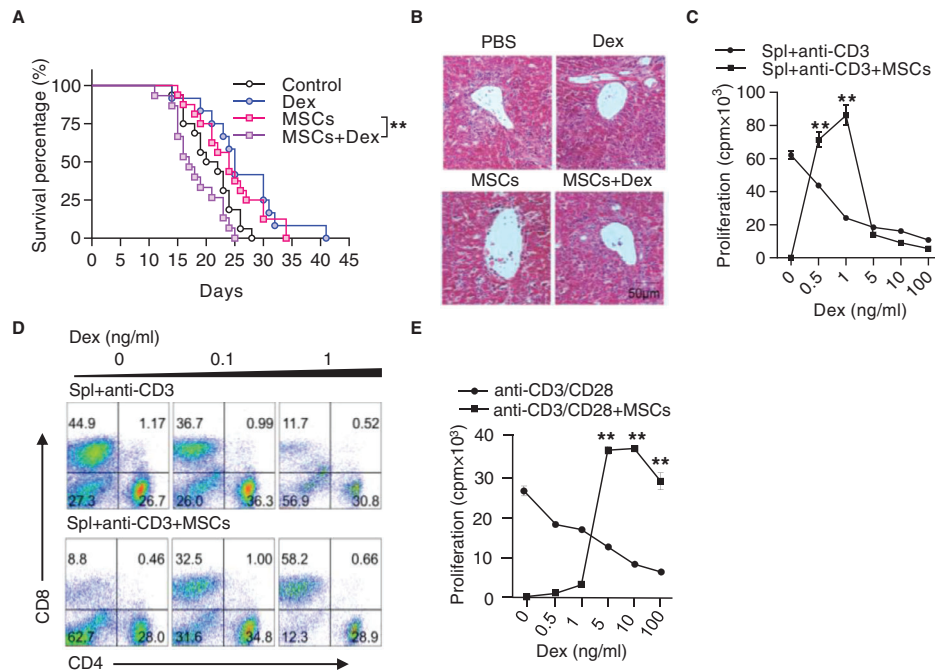 A
Survival percentage (%)
100
75
50
25
0
0 5 10 15 20 25 30 35 40 45
Days
Control
Dex
MSCs
MSCs+Dex
**
B
PBS Dex
MSCs MSCs+Dex
50μm
C
Spl+anti-CD3
Spl+anti-CD3+MSCs
Proliferation (cpm×10³)
100
80
60
40
20
0
** **
0 0.5 1 5 10 100
Dex (ng/ml)
D
Dex (ng/ml)
0 0.1 1
Spl+anti-CD3
44.9 1.17 36.7 0.99 11.7 0.52
27.3 26.7 26.0 36.3 56.9 30.8
Spl+anti-CD3+MSCs
8.8 0.46 32.5 1.00 58.2 0.66
62.7 28.0 31.6 34.8 12.3 28.9
CD8
CD4
E
anti-CD3/CD28
anti-CD3/CD28+MSCs
Proliferation (cpm×10³)
40
30
20
10
0
** ** **
0 0.5 1 5 10 100
Dex (ng/ml)